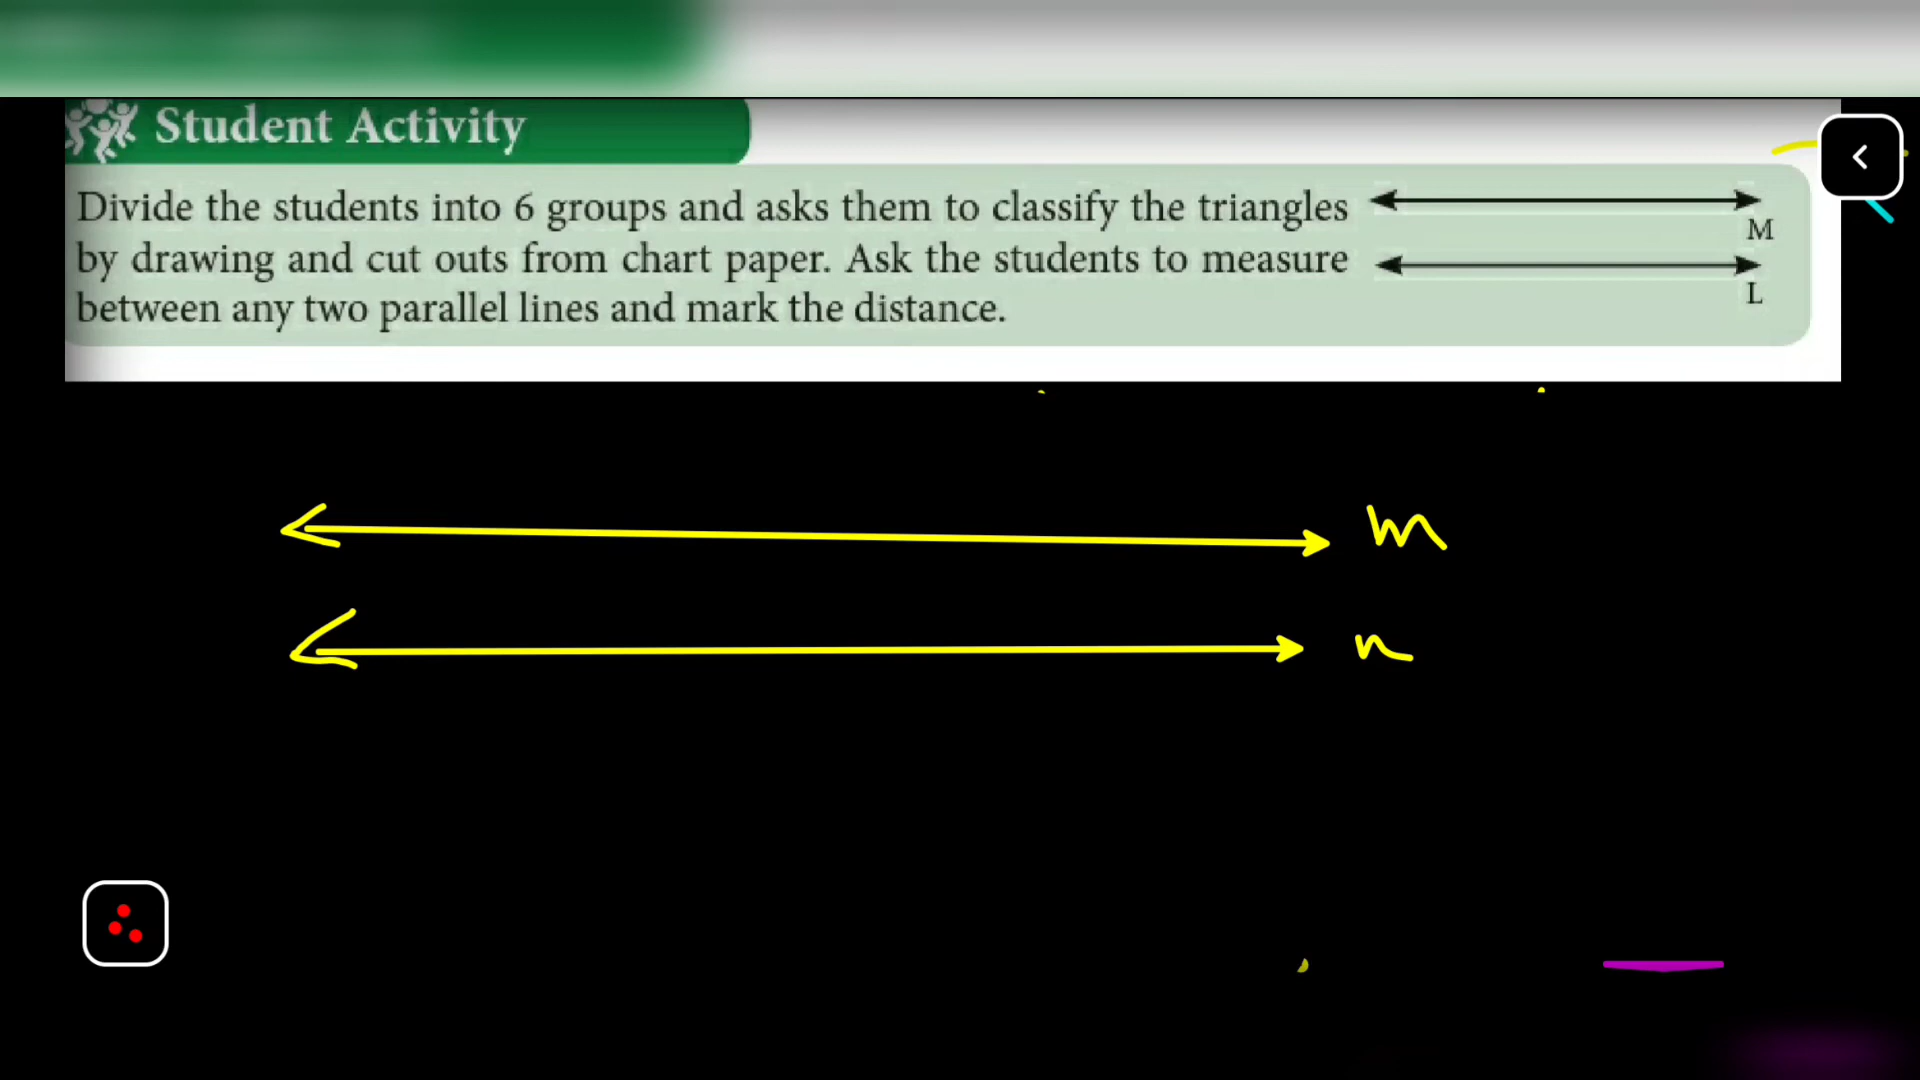 Student Activity
Divide the students into 6 groups and asks them to classify the triangles
by drawing and cut outs from chart paper. Ask the students to measure
between any two parallel lines and mark the distance.
M
L
m
n